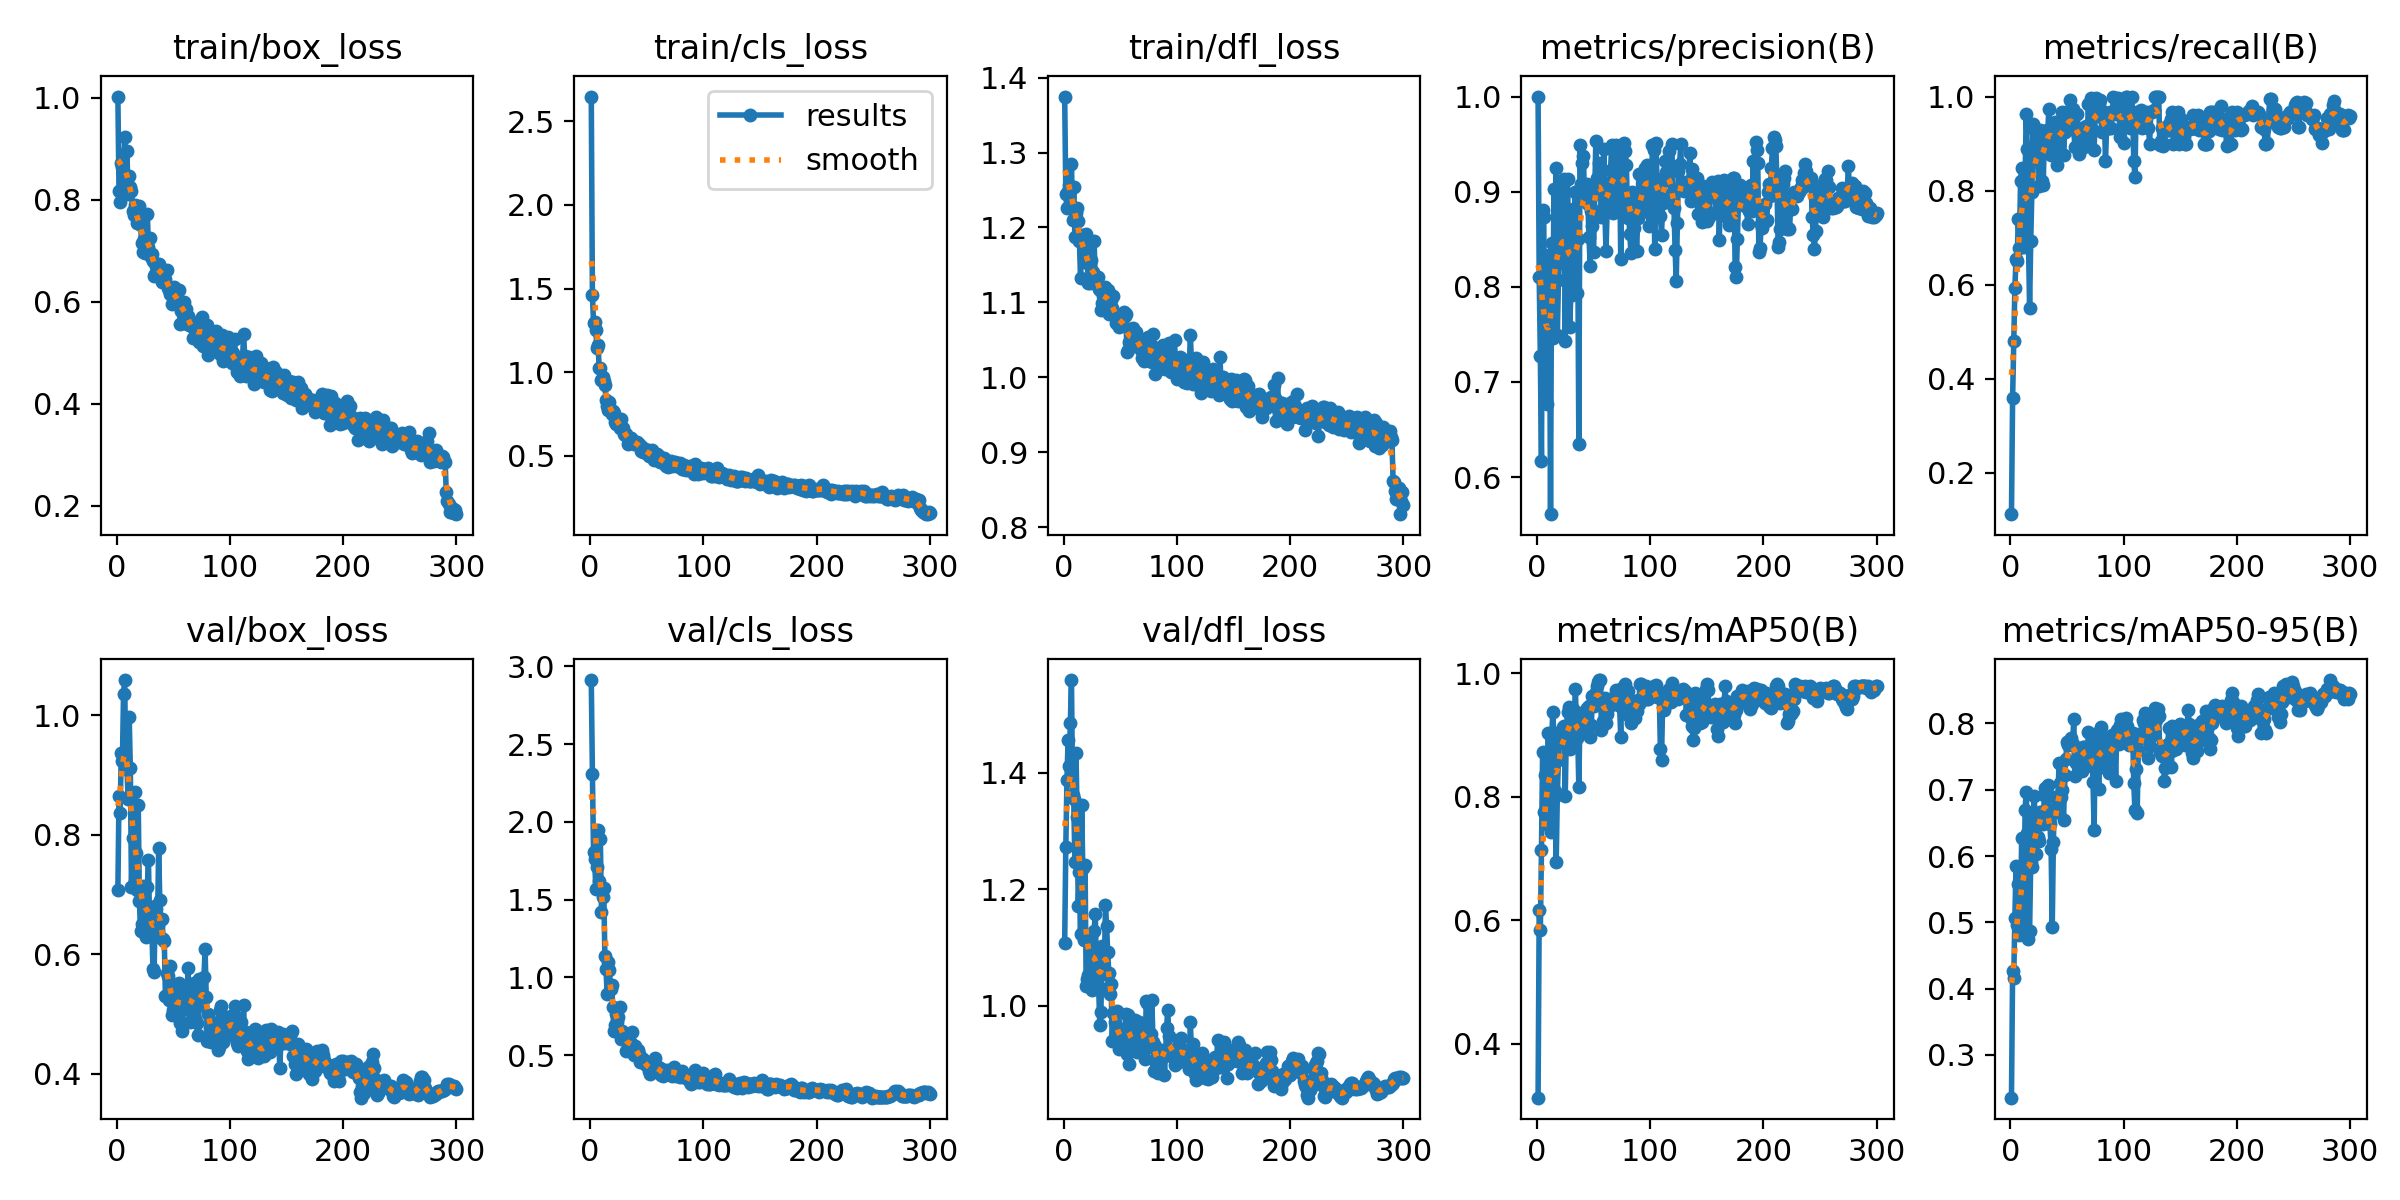 train/box_loss
1.0
0.8
0.6
0.4
0.2
0 100 200 300
train/cls_loss
results
smooth
2.5
2.0
1.5
1.0
0.5
0 100 200 300
train/dfl_loss
1.4
1.3
1.2
1.1
1.0
0.9
0.8
0 100 200 300
metrics/precision(B)
1.0
0.9
0.8
0.7
0.6
0 100 200 300
metrics/recall(B)
1.0
0.8
0.6
0.4
0.2
0 100 200 300
val/box_loss
1.0
0.8
0.6
0.4
0 100 200 300
val/cls_loss
3.0
2.5
2.0
1.5
1.0
0.5
0 100 200 300
val/dfl_loss
1.4
1.2
1.0
0 100 200 300
metrics/mAP50(B)
1.0
0.8
0.6
0.4
0 100 200 300
metrics/mAP50-95(B)
0.8
0.7
0.6
0.5
0.4
0.3
0 100 200 300